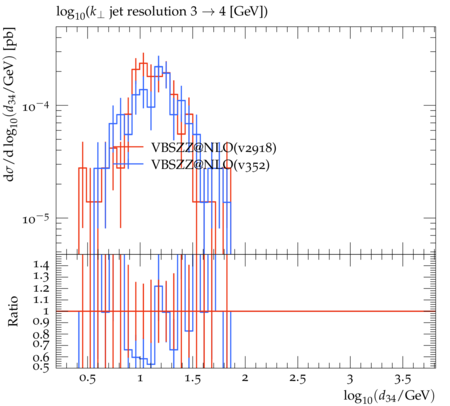 log₁₀(k⊥ jet resolution 3 → 4 [GeV])
dσ/d log₁₀(d₃₄/GeV) [pb]
10⁻⁴
VBSZZ@NLO(v2918)
VBSZZ@NLO(v352)
10⁻⁵
Ratio
1.4
1.3
1.2
1.1
1
0.9
0.8
0.7
0.6
0.5
0.5 1 1.5 2 2.5 3 3.5
log₁₀(d₃₄/GeV)